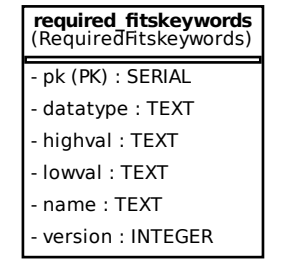 required_fitskeywords
(RequiredFitskeywords)
- pk (PK) : SERIAL
- datatype : TEXT
- highval : TEXT
- lowval : TEXT
- name : TEXT
- version : INTEGER